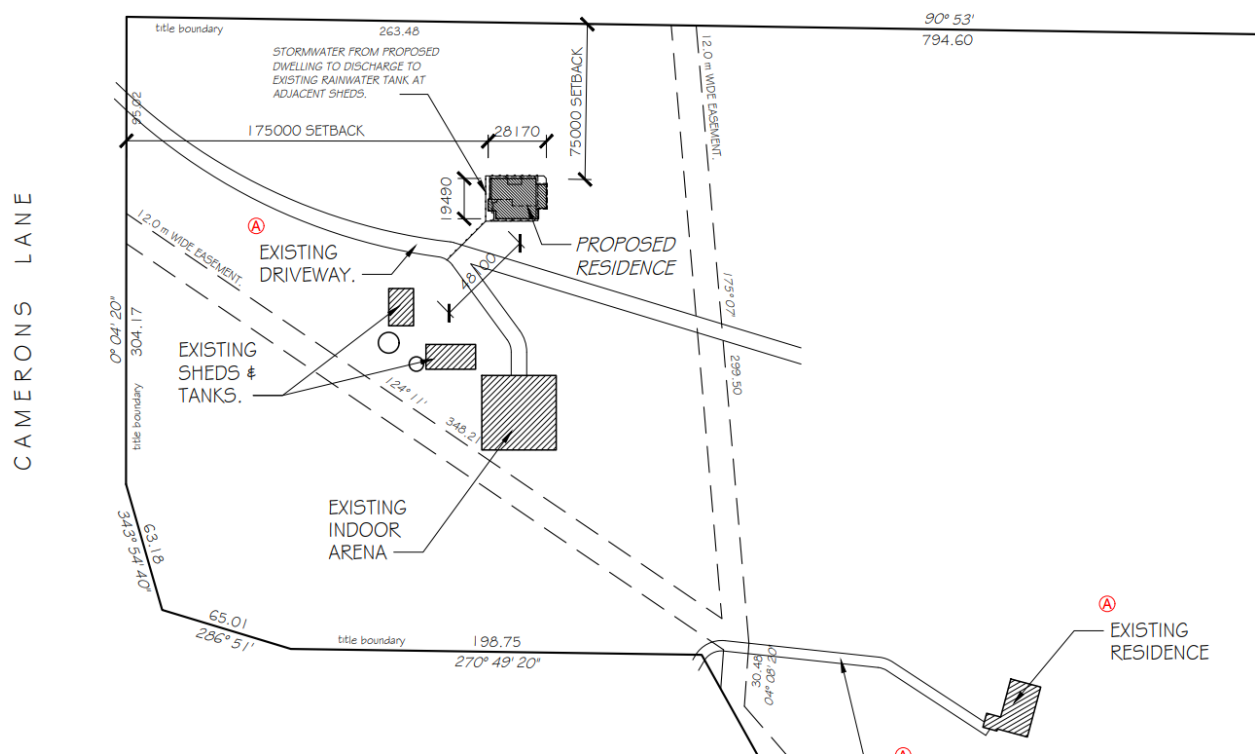 90° 53'
title boundary
263.48
794.60
STORMWATER FROM PROPOSED
DWELLING TO DISCHARGE TO
EXISTING RAINWATER TANK AT
ADJACENT SHEDS.
12.0 m WIDE EASEMENT.
75000 SETBACK
95.02
175000 SETBACK
28170
19490
CAMERONS LANE
12.0 m WIDE EASEMENT.
A
EXISTING
DRIVEWAY.
PROPOSED
RESIDENCE
48100
175° 07'
299.50
0° 04' 20"
304.17
title boundary
EXISTING
SHEDS &
TANKS.
124° 11'
348.21
EXISTING
INDOOR
ARENA
63.18
343° 54' 40"
65.01
286° 51'
title boundary
198.75
270° 49' 20"
30.48
04° 08' 20"
A
EXISTING
RESIDENCE
A